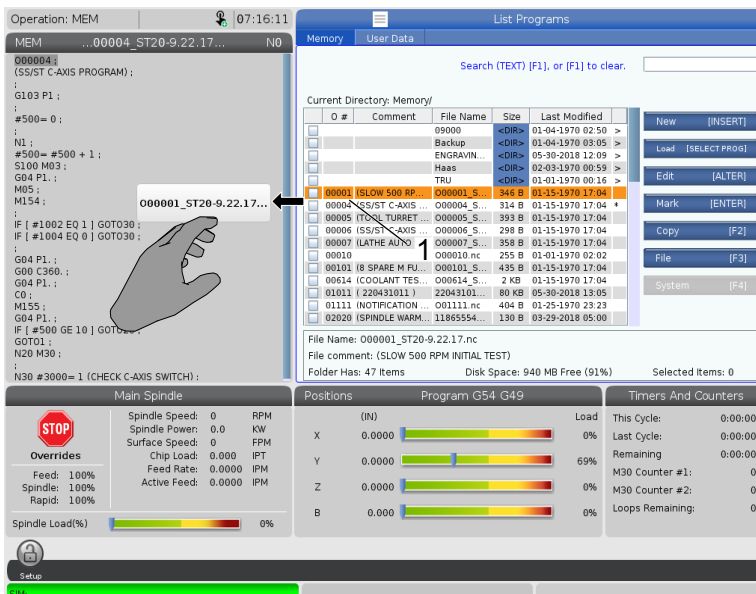 Operation: MEM 07:16:11
MEM ...00004_ST20-9.22.17... N0
O00004 ;
(SS/ST C-AXIS PROGRAM) ;
;
G103 P1 ;
;
#500= 0 ;
;
N1 ;
#500= #500 + 1 ;
S100 M03 ;
G04 P1. ;
M05 ;
M154 ;
;
IF [ #1002 EQ 1 ] GOTO30 ;
IF [ #1004 EQ 0 ] GOTO30 ;
;
G04 P1. ;
G00 C360. ;
G04 P1. ;
C0 ;
M155 ;
G04 P1. ;
IF [ #500 GE 10 ] GOTO20 ;
GOTO1 ;
N20 M30 ;
;
N30 #3000= 1 (CHECK C-AXIS SWITCH) ;
O00001_ST20-9.22.17...
List Programs
Memory User Data
Search (TEXT) [F1], or [F1] to clear.
Current Directory: Memory/
O # Comment File Name Size Last Modified
09000 <DIR> 01-04-1970 02:50 >
Backup <DIR> 01-04-1970 03:05 >
ENGRAVIN... <DIR> 05-30-2018 12:09 >
Haas <DIR> 02-03-1970 00:59 >
TRU <DIR> 01-01-1970 00:16 >
00001 (SLOW 500 RP... O00001_S... 346 B 01-15-1970 17:04
00004 (SS/ST C-AXIS ... O00004_S... 314 B 01-15-1970 17:04 *
00005 (TOOL TURRET ... O00005_S... 393 B 01-15-1970 17:04
00006 (SS/ST C-AXIS ... O00006_S... 298 B 01-15-1970 17:04
00007 (LATHE AUTO O00007_S... 358 B 01-15-1970 17:04
00010 O00010.nc 255 B 01-01-1970 02:02
00101 (8 SPARE M FU... O00101_S... 435 B 01-15-1970 17:04
00614 (COOLANT TES... O00614_S... 2 KB 01-15-1970 17:04
01011 ( 220431011 ) 22043101... 80 KB 05-30-2018 13:05
01111 (NOTIFICATION ... O01111.nc 404 B 01-25-1970 23:23
02020 (SPINDLE WARM... 11865554... 130 B 03-29-2018 05:00
1
New [INSERT]
Load [SELECT PROG]
Edit [ALTER]
Mark [ENTER]
Copy [F2]
File [F3]
System [F4]
File Name: O00001_ST20-9.22.17.nc
File comment: (SLOW 500 RPM INITIAL TEST)
Folder Has: 47 Items Disk Space: 940 MB Free (91%) Selected Items: 0
Main Spindle
STOP
Overrides
Feed: 100%
Spindle: 100%
Rapid: 100%
Spindle Speed: 0 RPM
Spindle Power: 0.0 KW
Surface Speed: 0 FPM
Chip Load: 0.000 IPT
Feed Rate: 0.0000 IPM
Active Feed: 0.0000 IPM
Spindle Load(%) 0%
Positions Program G54 G49
(IN) Load
X 0.0000 0%
Y 0.0000 69%
Z 0.0000 0%
B 0.000 0%
Timers And Counters
This Cycle: 0:00:00
Last Cycle: 0:00:00
Remaining 0:00:00
M30 Counter #1: 0
M30 Counter #2: 0
Loops Remaining: 0
Setup
SIM: